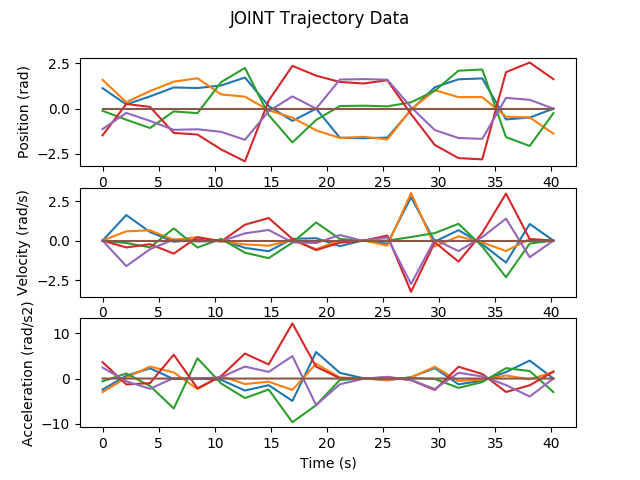 JOINT Trajectory Data
Position (rad)
2.5
0.0
−2.5
0 5 10 15 20 25 30 35 40
Velocity (rad/s)
2.5
0.0
−2.5
0 5 10 15 20 25 30 35 40
Acceleration (rad/s2)
10
0
−10
0 5 10 15 20 25 30 35 40
Time (s)